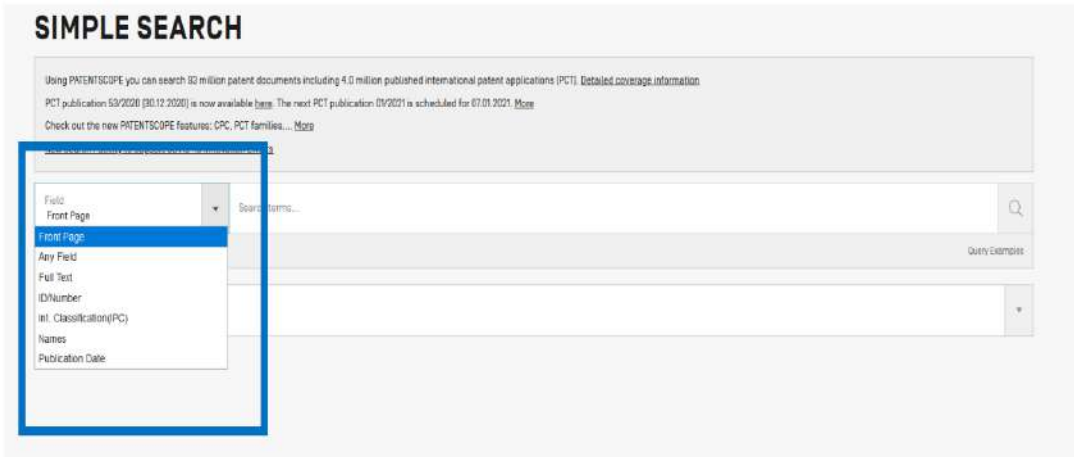 SIMPLE SEARCH
Using PATENTSCOPE you can search 93 million patent documents including 4.0 million published international patent applications (PCT). Detailed coverage information
PCT publication 53/2020 (30.12.2020) is now available here. The next PCT publication 01/2021 is scheduled for 07.01.2021. More
Check out the new PATENTSCOPE features: CPC, PCT families.... More
Field
Front Page
Search terms...
Front Page
Any Field
Query Examples
Full Text
ID/Number
Int. Classification(IPC)
Names
Publication Date